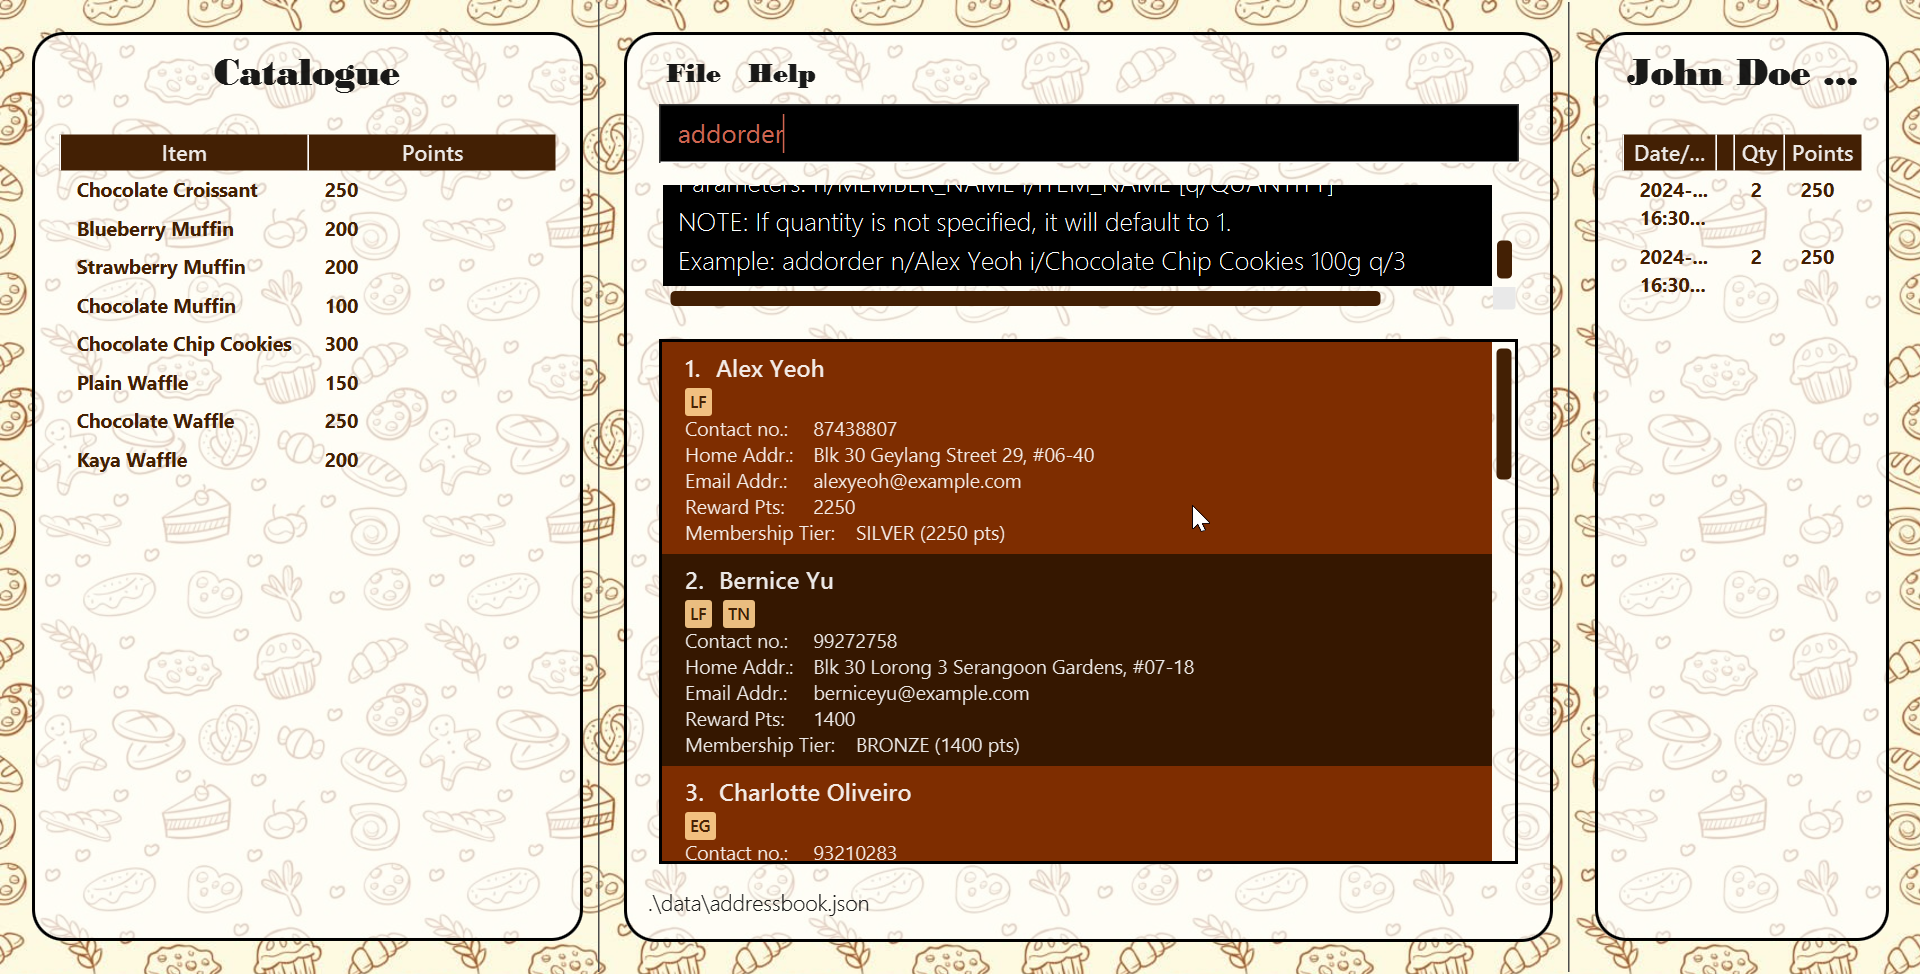 Catalogue
Item Points
Chocolate Croissant 250
Blueberry Muffin 200
Strawberry Muffin 200
Chocolate Muffin 100
Chocolate Chip Cookies 300
Plain Waffle 150
Chocolate Waffle 250
Kaya Waffle 200
File Help
addorder
Parameters: n/MEMBER_NAME i/ITEM_NAME [q/QUANTITY]
NOTE: If quantity is not specified, it will default to 1.
Example: addorder n/Alex Yeoh i/Chocolate Chip Cookies 100g q/3
1. Alex Yeoh
LF
Contact no.: 87438807
Home Addr.: Blk 30 Geylang Street 29, #06-40
Email Addr.: alexyeoh@example.com
Reward Pts: 2250
Membership Tier: SILVER (2250 pts)
2. Bernice Yu
LF TN
Contact no.: 99272758
Home Addr.: Blk 30 Lorong 3 Serangoon Gardens, #07-18
Email Addr.: berniceyu@example.com
Reward Pts: 1400
Membership Tier: BRONZE (1400 pts)
3. Charlotte Oliveiro
EG
Contact no.: 93210283
.\data\addressbook.json
John Doe ...
Date/... Qty Points
2024-... 2 250
16:30...
2024-... 2 250
16:30...